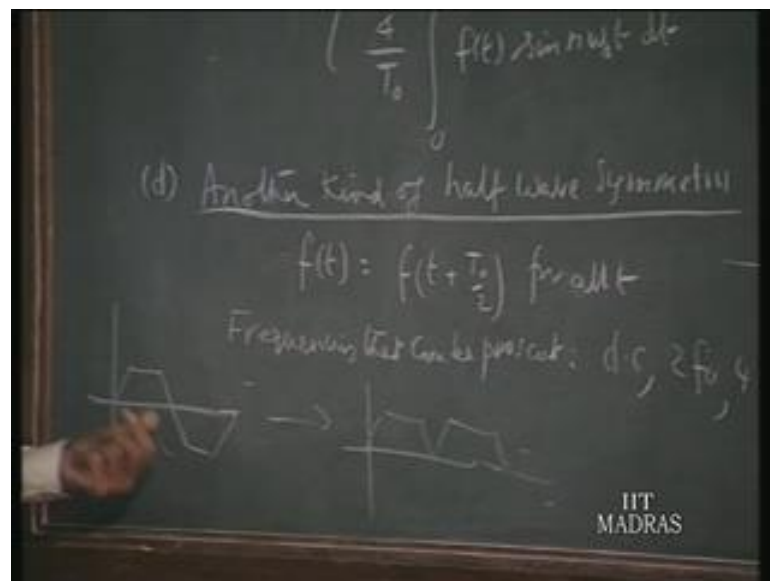 ( 4/T₀ ∫₀ f(t) sin nω₀t dt
(d) Another Kind of half wave Symmetry
f(t) = f(t + T₀/2) for all t
Frequencies that can be present: d.c, 2f₀, 4
IIT
MADRAS